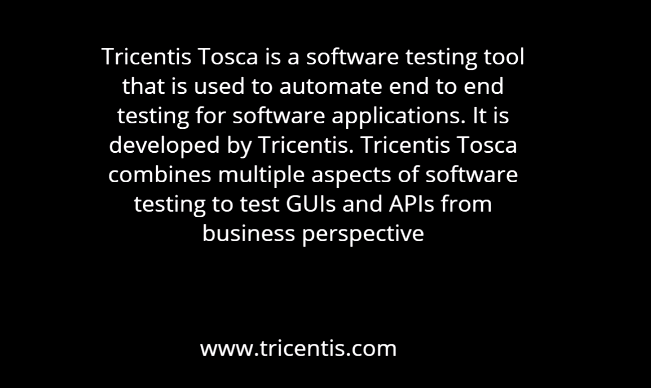 Tricentis Tosca is a software testing tool
that is used to automate end to end
testing for software applications. It is
developed by Tricentis. Tricentis Tosca
combines multiple aspects of software
testing to test GUIs and APIs from
business perspective
www.tricentis.com